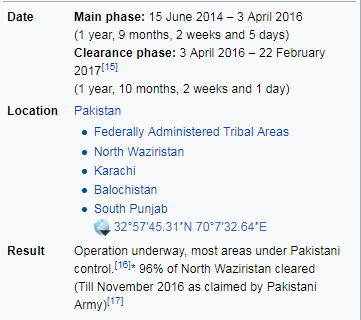 Date Main phase: 15 June 2014 – 3 April 2016
(1 year, 9 months, 2 weeks and 5 days)
Clearance phase: 3 April 2016 – 22 February
2017[15]
(1 year, 10 months, 2 weeks and 1 day)
Location Pakistan
• Federally Administered Tribal Areas
• North Waziristan
• Karachi
• Balochistan
• South Punjab
32°57′45.31″N 70°7′32.64″E
Result Operation underway, most areas under Pakistani
control.[16]* 96% of North Waziristan cleared
(Till November 2016 as claimed by Pakistani
Army)[17]